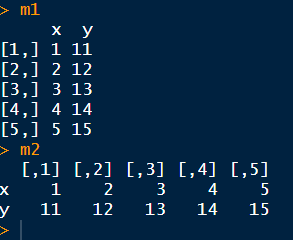 > m1
     x  y
[1,] 1 11
[2,] 2 12
[3,] 3 13
[4,] 4 14
[5,] 5 15
> m2
  [,1] [,2] [,3] [,4] [,5]
x    1    2    3    4    5
y   11   12   13   14   15
>